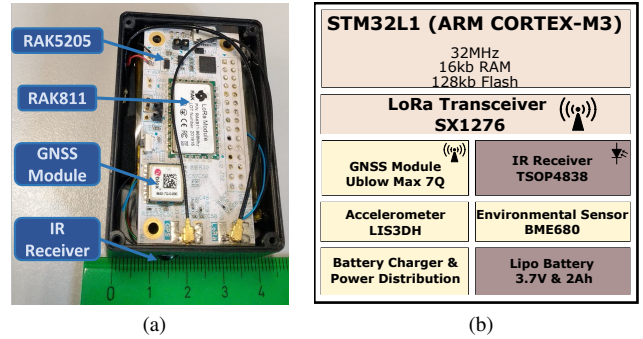 RAK5205
RAK811
GNSS
Module
IR
Receiver
LoRa Module
0 1 2 3 4
(a)
STM32L1 (ARM CORTEX-M3)
32MHz
16kb RAM
128kb Flash
LoRa Transceiver
SX1276
GNSS Module
Ublow Max 7Q
IR Receiver
TSOP4838
Accelerometer
LIS3DH
Environmental Sensor
BME680
Battery Charger &
Power Distribution
Lipo Battery
3.7V & 2Ah
(b)